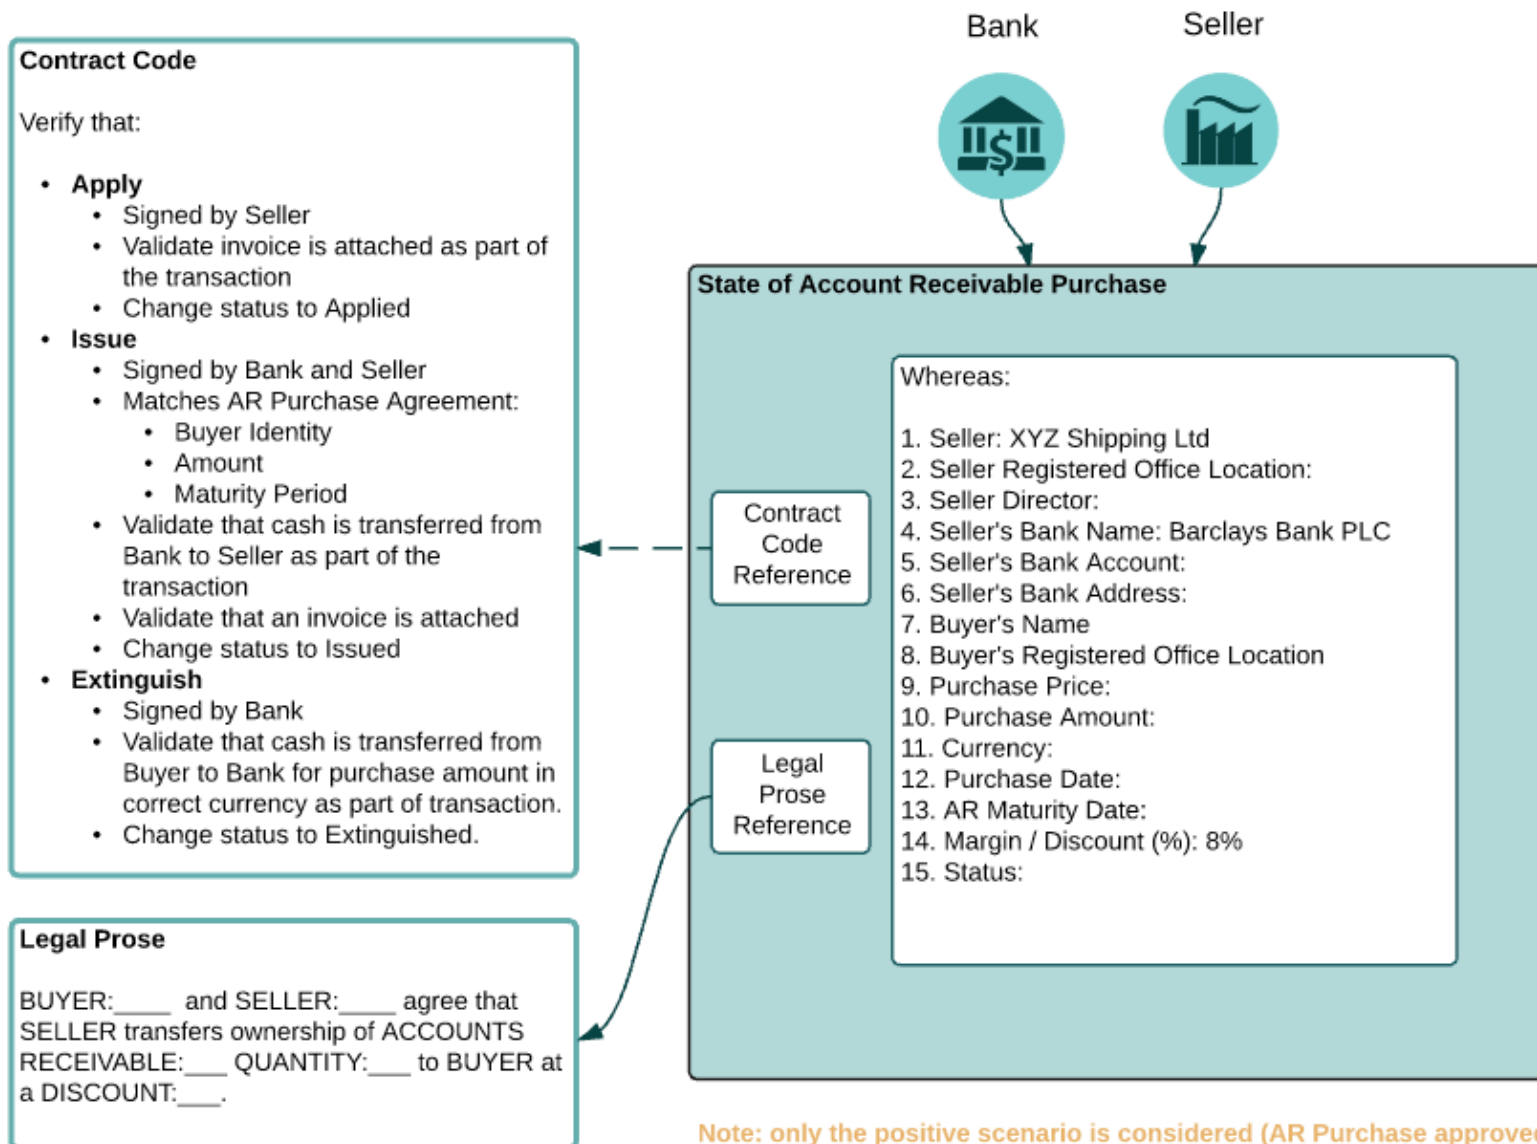 Bank
Seller
Contract Code
Verify that:
• Apply
• Signed by Seller
• Validate invoice is attached as part of
the transaction
• Change status to Applied
• Issue
• Signed by Bank and Seller
• Matches AR Purchase Agreement:
• Buyer Identity
• Amount
• Maturity Period
• Validate that cash is transferred from
Bank to Seller as part of the
transaction
• Validate that an invoice is attached
• Change status to Issued
• Extinguish
• Signed by Bank
• Validate that cash is transferred from
Buyer to Bank for purchase amount in
correct currency as part of transaction.
• Change status to Extinguished.
Legal Prose
BUYER:____ and SELLER:____ agree that
SELLER transfers ownership of ACCOUNTS
RECEIVABLE:___ QUANTITY:___ to BUYER at
a DISCOUNT:___.
State of Account Receivable Purchase
Contract
Code
Reference
Legal
Prose
Reference
Whereas:
1. Seller: XYZ Shipping Ltd
2. Seller Registered Office Location:
3. Seller Director:
4. Seller's Bank Name: Barclays Bank PLC
5. Seller's Bank Account:
6. Seller's Bank Address:
7. Buyer's Name
8. Buyer's Registered Office Location
9. Purchase Price:
10. Purchase Amount:
11. Currency:
12. Purchase Date:
13. AR Maturity Date:
14. Margin / Discount (%): 8%
15. Status:
Note: only the positive scenario is considered (AR Purchase approve